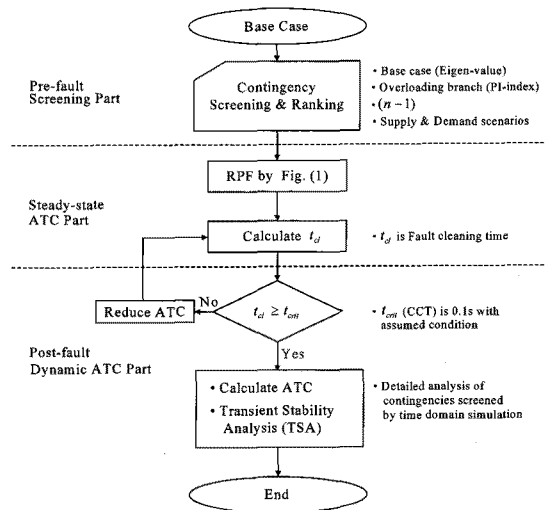 Base Case
Pre-fault
Screening Part
Contingency
Screening & Ranking
• Base case (Eigen-value)
• Overloading branch (PI-index)
• (n − 1)
• Supply & Demand scenarios
RPF by Fig. (1)
Steady-state
ATC Part
Calculate t_cl
• t_cl is Fault cleaning time
No
Reduce ATC
t_cl ≥ t_crit
• t_crit (CCT) is 0.1s with
assumed condition
Yes
Post-fault
Dynamic ATC Part
• Calculate ATC
• Transient Stability
Analysis (TSA)
• Detailed analysis of
contingencies screened
by time domain simulation
End